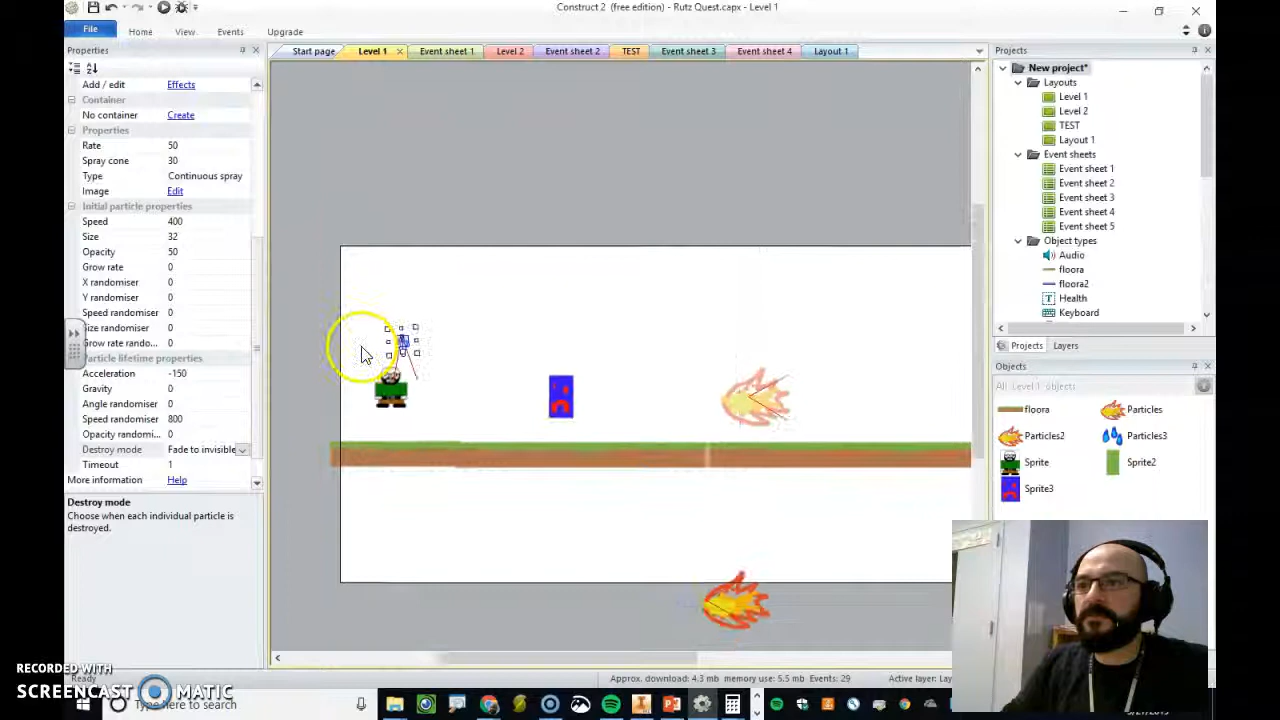 Construct 2 (free edition) - Rutz Quest.capx - Level 1
File
Home
View
Events
Upgrade
Properties
Start page
Level 1
Event sheet 1
Level 2
Event sheet 2
TEST
Event sheet 3
Event sheet 4
Layout 1
Projects
Add / edit Effects
Container
No container Create
Properties
Rate 50
Spray cone 30
Type Continuous spray
Image Edit
Initial particle properties
Speed 400
Size 32
Opacity 50
Grow rate 0
X randomiser 0
Y randomiser 0
Speed randomiser 0
Size randomiser 0
Grow rate rando... 0
Particle lifetime properties
Acceleration -150
Gravity 0
Angle randomiser 0
Speed randomiser 800
Opacity randomi... 0
Destroy mode Fade to invisible
Timeout 1
More information Help
Destroy mode
Choose when each individual particle is
destroyed.
New project*
Layouts
Level 1
Level 2
TEST
Layout 1
Event sheets
Event sheet 1
Event sheet 2
Event sheet 3
Event sheet 4
Event sheet 5
Object types
Audio
floora
floora2
Health
Keyboard
Projects
Layers
Objects
All 'Level 1' objects
floora
Particles
Particles2
Particles3
Sprite
Sprite2
Sprite3
Ready
Approx. download: 4.3 mb memory use: 5.5 mb Events: 29 Active layer: Lay
RECORDED WITH
SCREENCAST MATIC
Type here to search